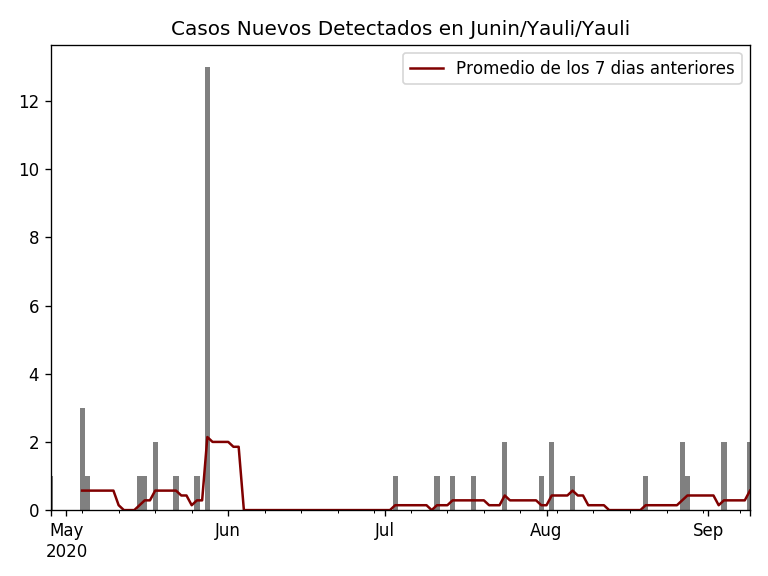 Casos Nuevos Detectados en Junin/Yauli/Yauli
Promedio de los 7 dias anteriores
12
10
8
6
4
2
0
May Jun Jul Aug Sep
2020